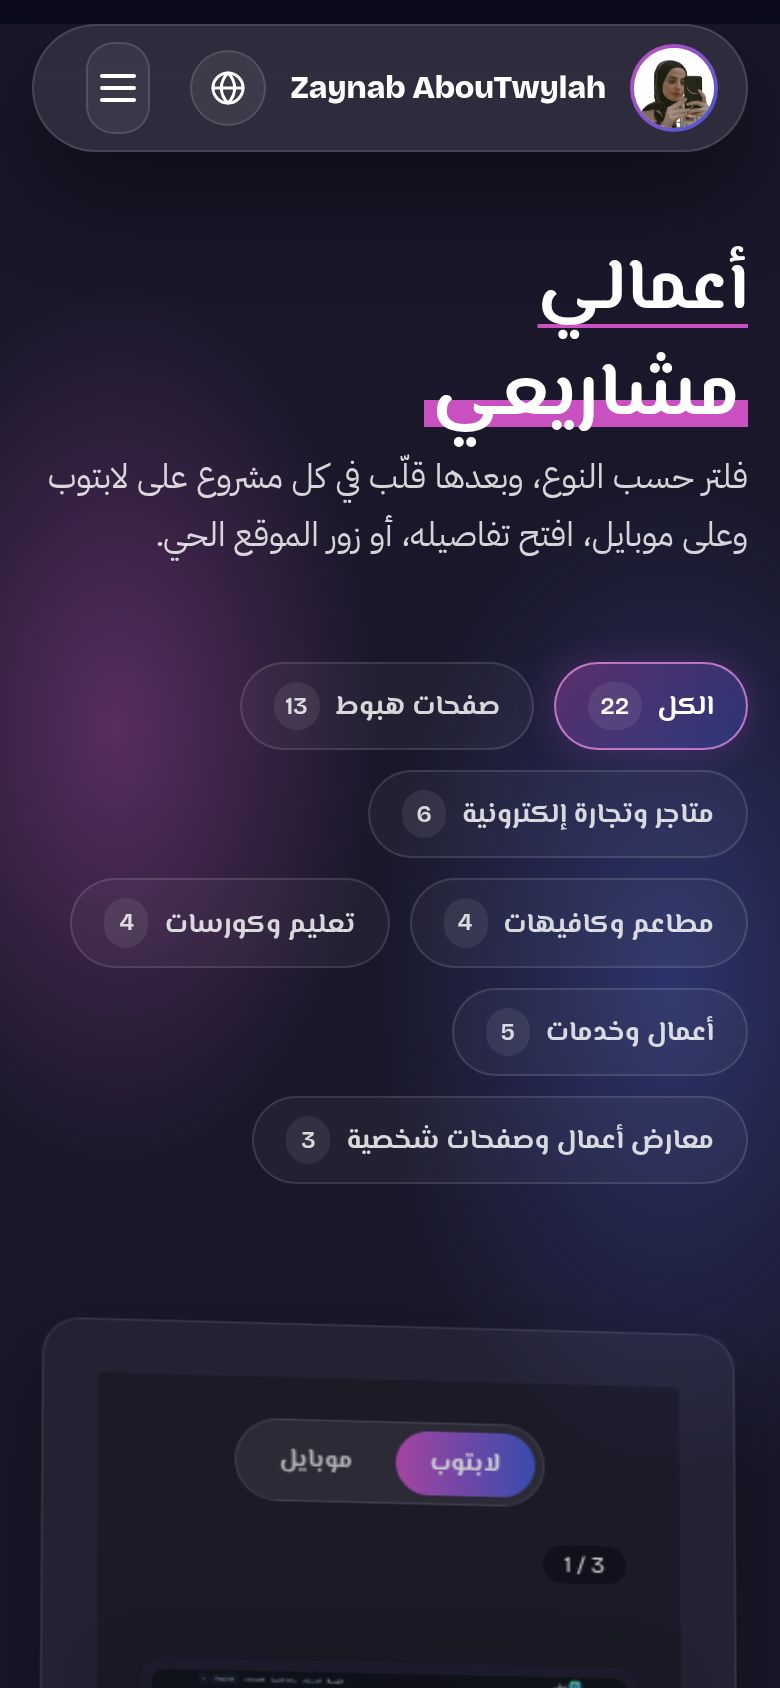 Zaynab AbouTwylah
أعمالي
مشاريعي
فلتر حسب النوع، وبعدها قلّب في كل مشروع على لابتوب
وعلى موبايل، افتح تفاصيله، أو زور الموقع الحي.
الكل 22
صفحات هبوط 13
متاجر وتجارة إلكترونية 6
مطاعم وكافيهات 4
تعليم وكورسات 4
أعمال وخدمات 5
معارض أعمال وصفحات شخصية 3
لابتوب
موبايل
1 / 3